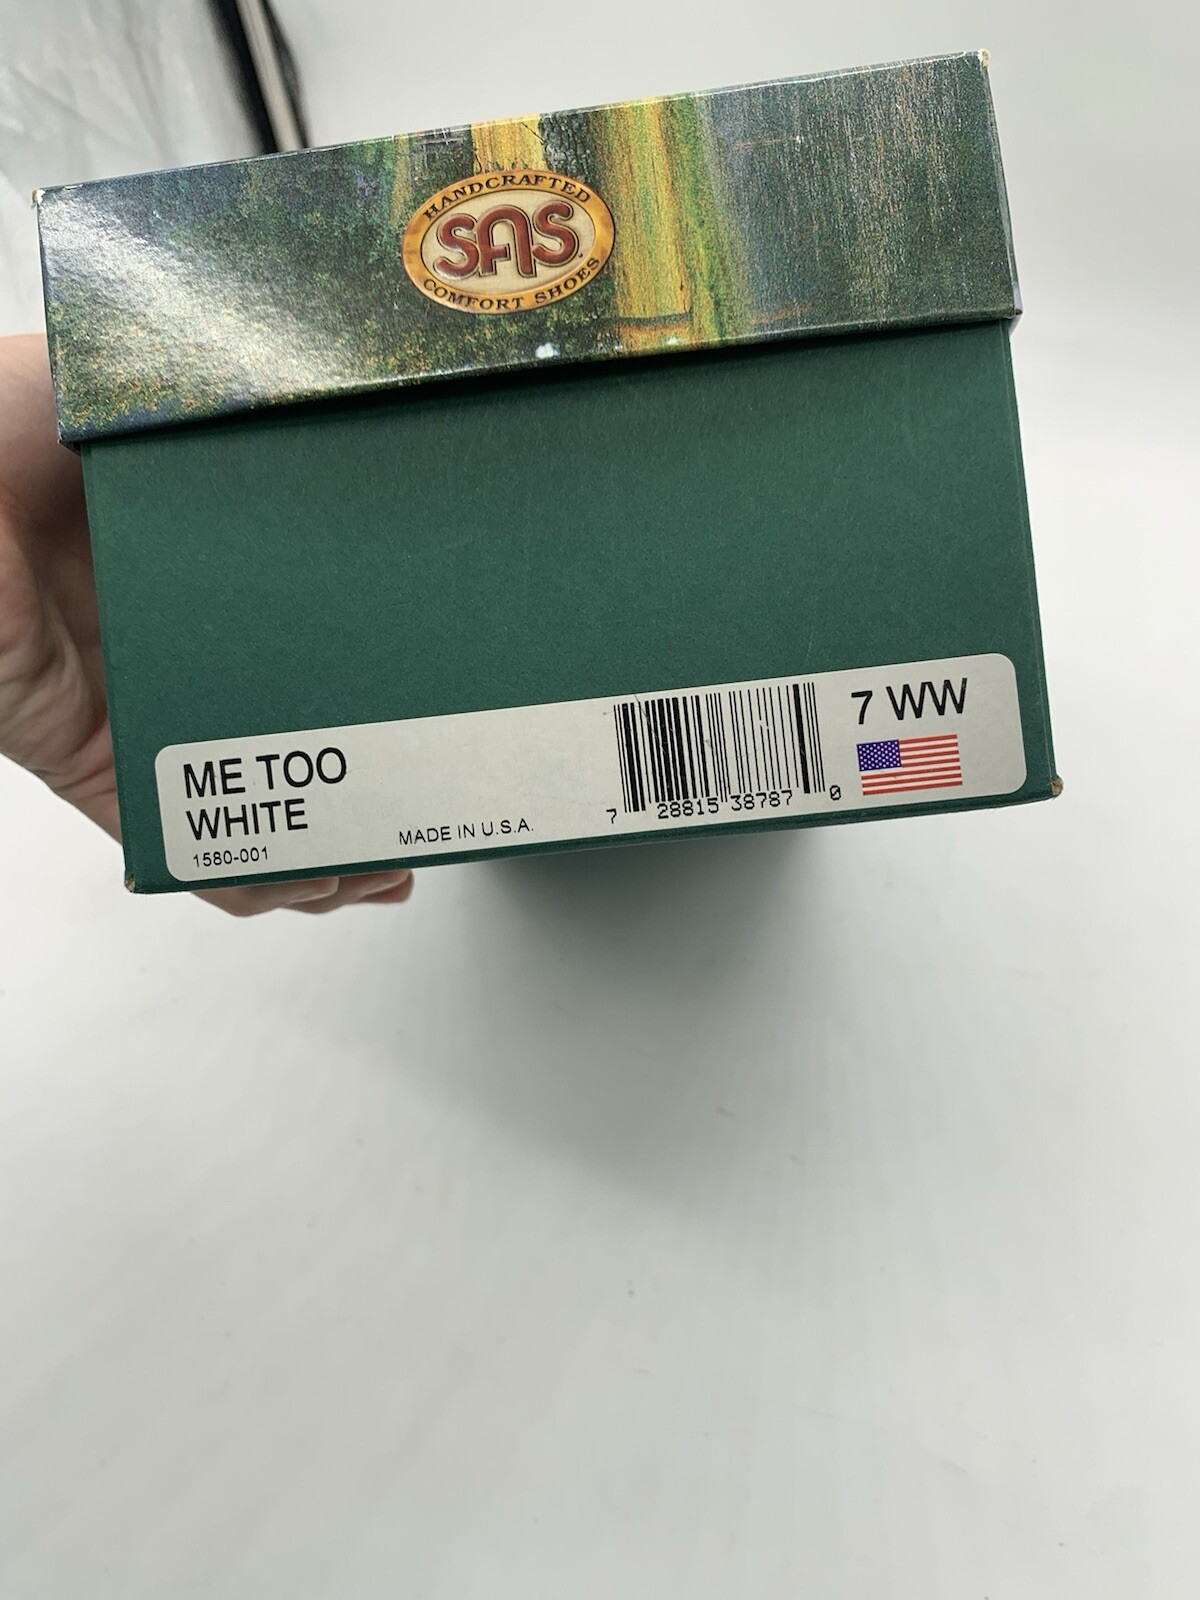 HANDCRAFTED
SAS
COMFORT SHOES
7 WW
ME TOO
WHITE
1580-001
MADE IN U.S.A.
7 28815 38787 0